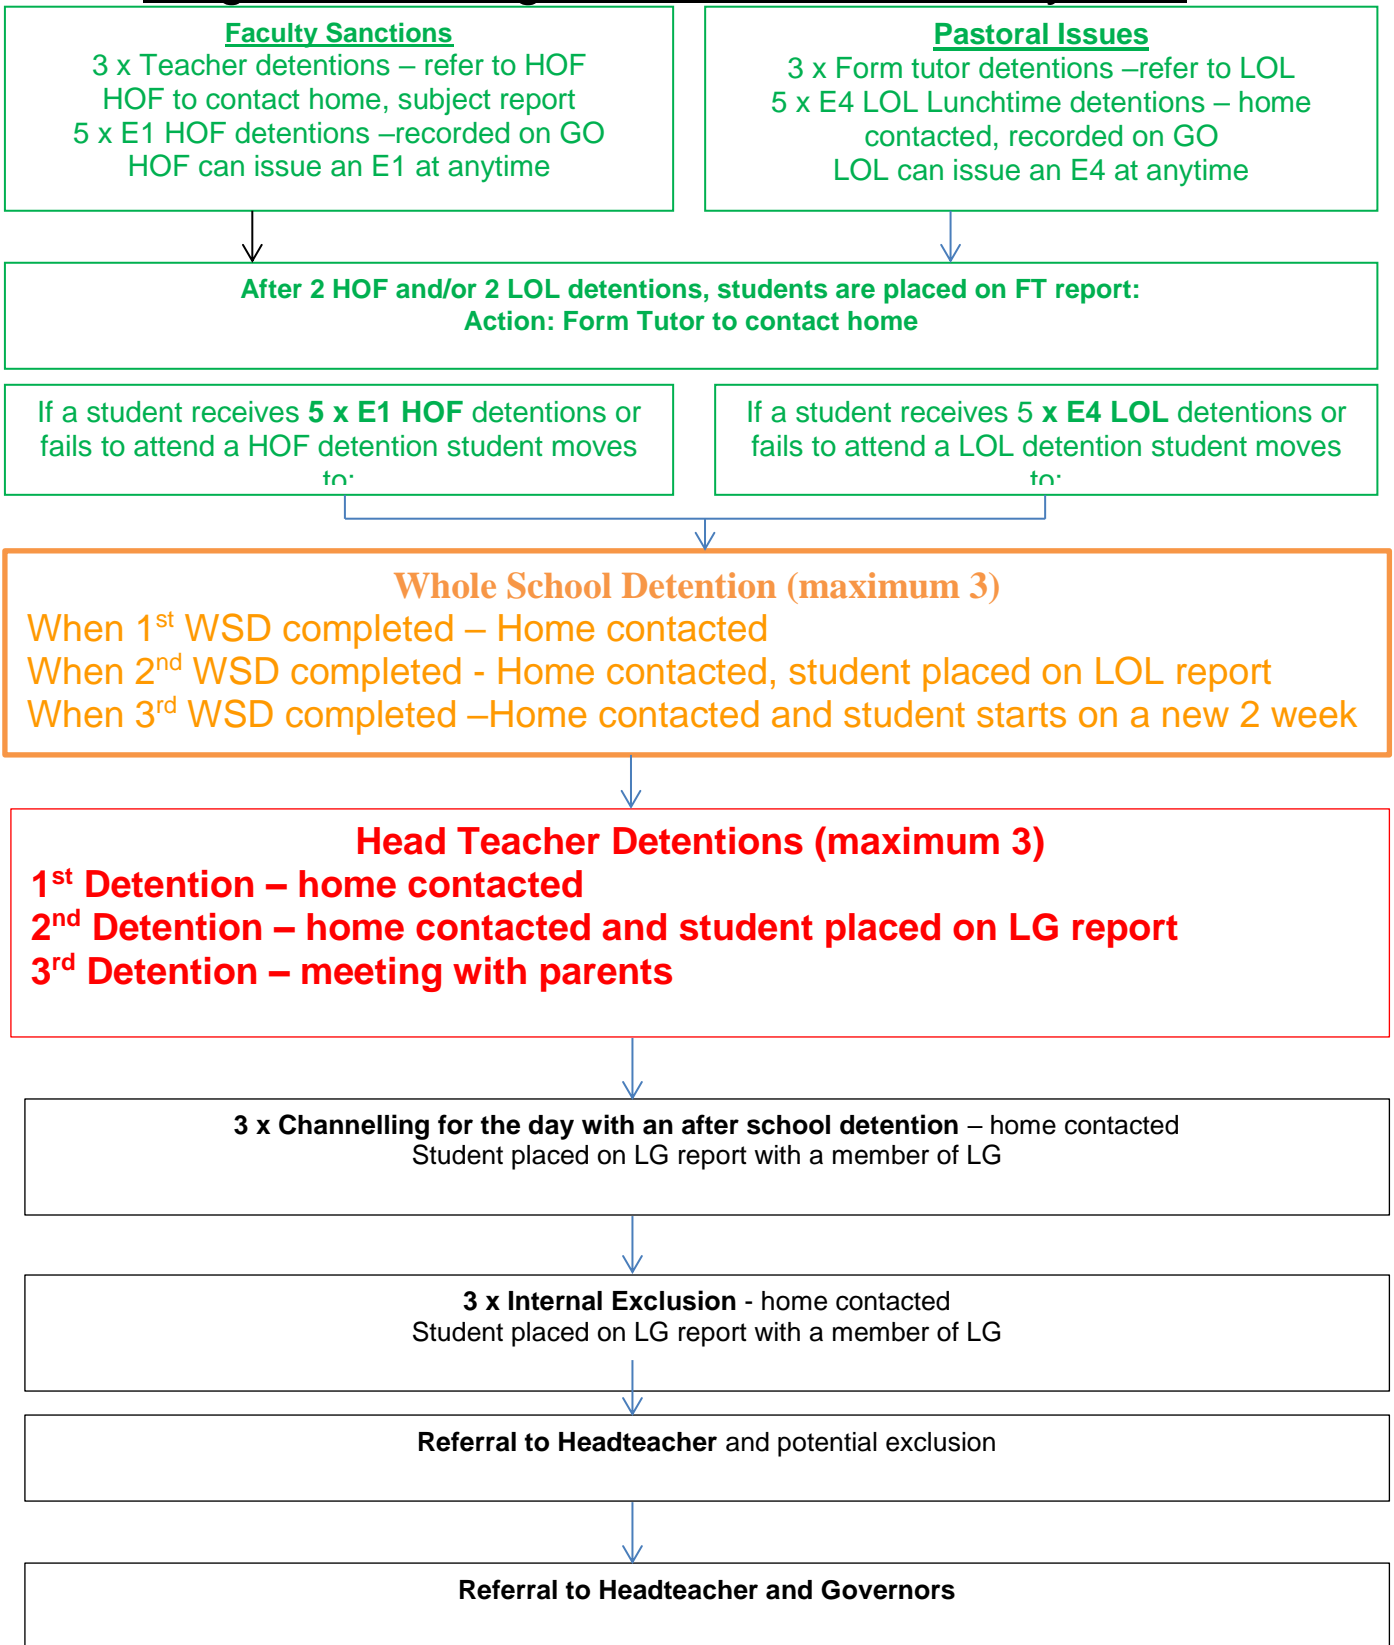 Faculty Sanctions
3 x Teacher detentions – refer to HOF
HOF to contact home, subject report
5 x E1 HOF detentions –recorded on GO
HOF can issue an E1 at anytime
Pastoral Issues
3 x Form tutor detentions –refer to LOL
5 x E4 LOL Lunchtime detentions – home
contacted, recorded on GO
LOL can issue an E4 at anytime
After 2 HOF and/or 2 LOL detentions, students are placed on FT report:
Action: Form Tutor to contact home
If a student receives 5 x E1 HOF detentions or
fails to attend a HOF detention student moves
to:
If a student receives 5 x E4 LOL detentions or
fails to attend a LOL detention student moves
to:
Whole School Detention (maximum 3)
When 1st WSD completed – Home contacted
When 2nd WSD completed - Home contacted, student placed on LOL report
When 3rd WSD completed –Home contacted and student starts on a new 2 week
Head Teacher Detentions (maximum 3)
1st Detention – home contacted
2nd Detention – home contacted and student placed on LG report
3rd Detention – meeting with parents
3 x Channelling for the day with an after school detention – home contacted
Student placed on LG report with a member of LG
3 x Internal Exclusion - home contacted
Student placed on LG report with a member of LG
Referral to Headteacher and potential exclusion
Referral to Headteacher and Governors